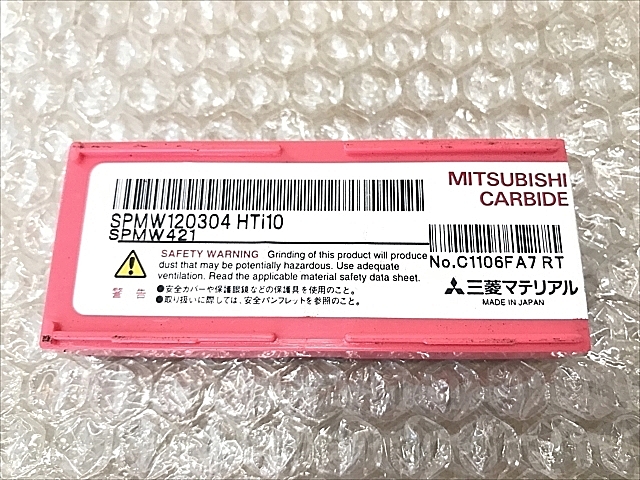 MITSUBISHI
CARBIDE
SPMW120304 HTi10
SPMW421
No.C1106FA7 RT
SAFETY WARNING Grinding of this product will produce
dust that may be potentially hazardous. Use adequate
ventilation. Read the applicable material safety data sheet.
警告
●安全カバーや保護眼鏡などの保護具を使用のこと。
●取り扱いに際しては、安全パンフレットを参照のこと。
三菱マテリアル
MADE IN JAPAN